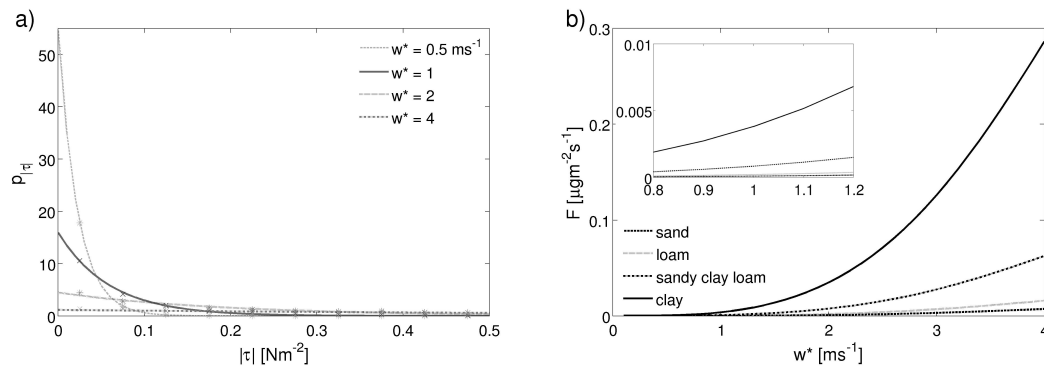 a)
50
40
30
20
10
0
p|τ|
0 0.1 0.2 0.3 0.4 0.5
|τ| [Nm⁻²]
w* = 0.5 ms⁻¹
w* = 1
w* = 2
w* = 4
b)
0.3
0.2
0.1
0
F [μgm⁻²s⁻¹]
0.01
0.005
0
0.8 0.9 1.0 1.1 1.2
sand
loam
sandy clay loam
clay
0 1 2 3 4
w* [ms⁻¹]